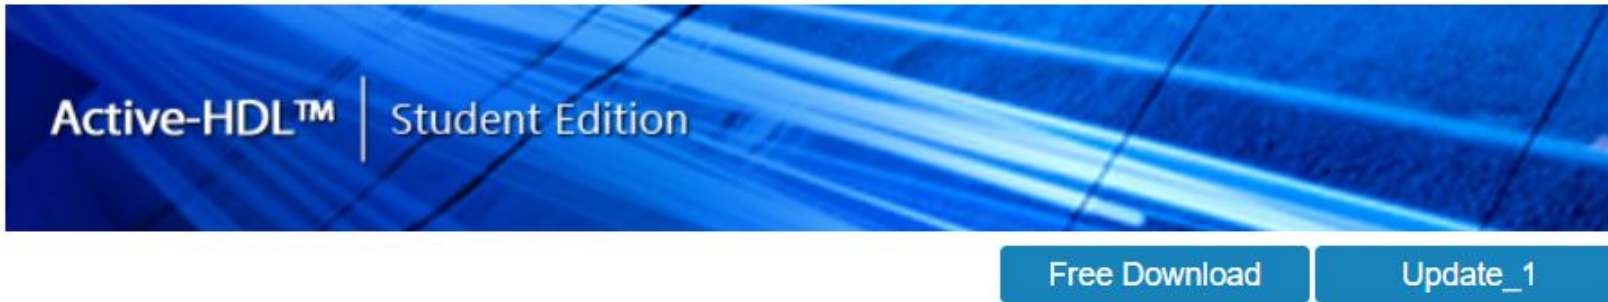 Active-HDL™ | Student Edition
Free Download Update_1